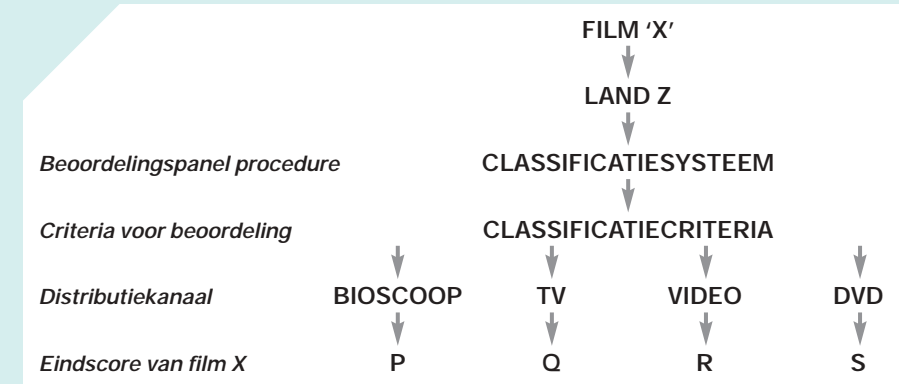 FILM ‘X’
LAND Z
Beoordelingspanel procedure CLASSIFICATIESYSTEEM
Criteria voor beoordeling CLASSIFICATIECRITERIA
Distributiekanaal BIOSCOOP TV VIDEO DVD
Eindscore van film X P Q R S